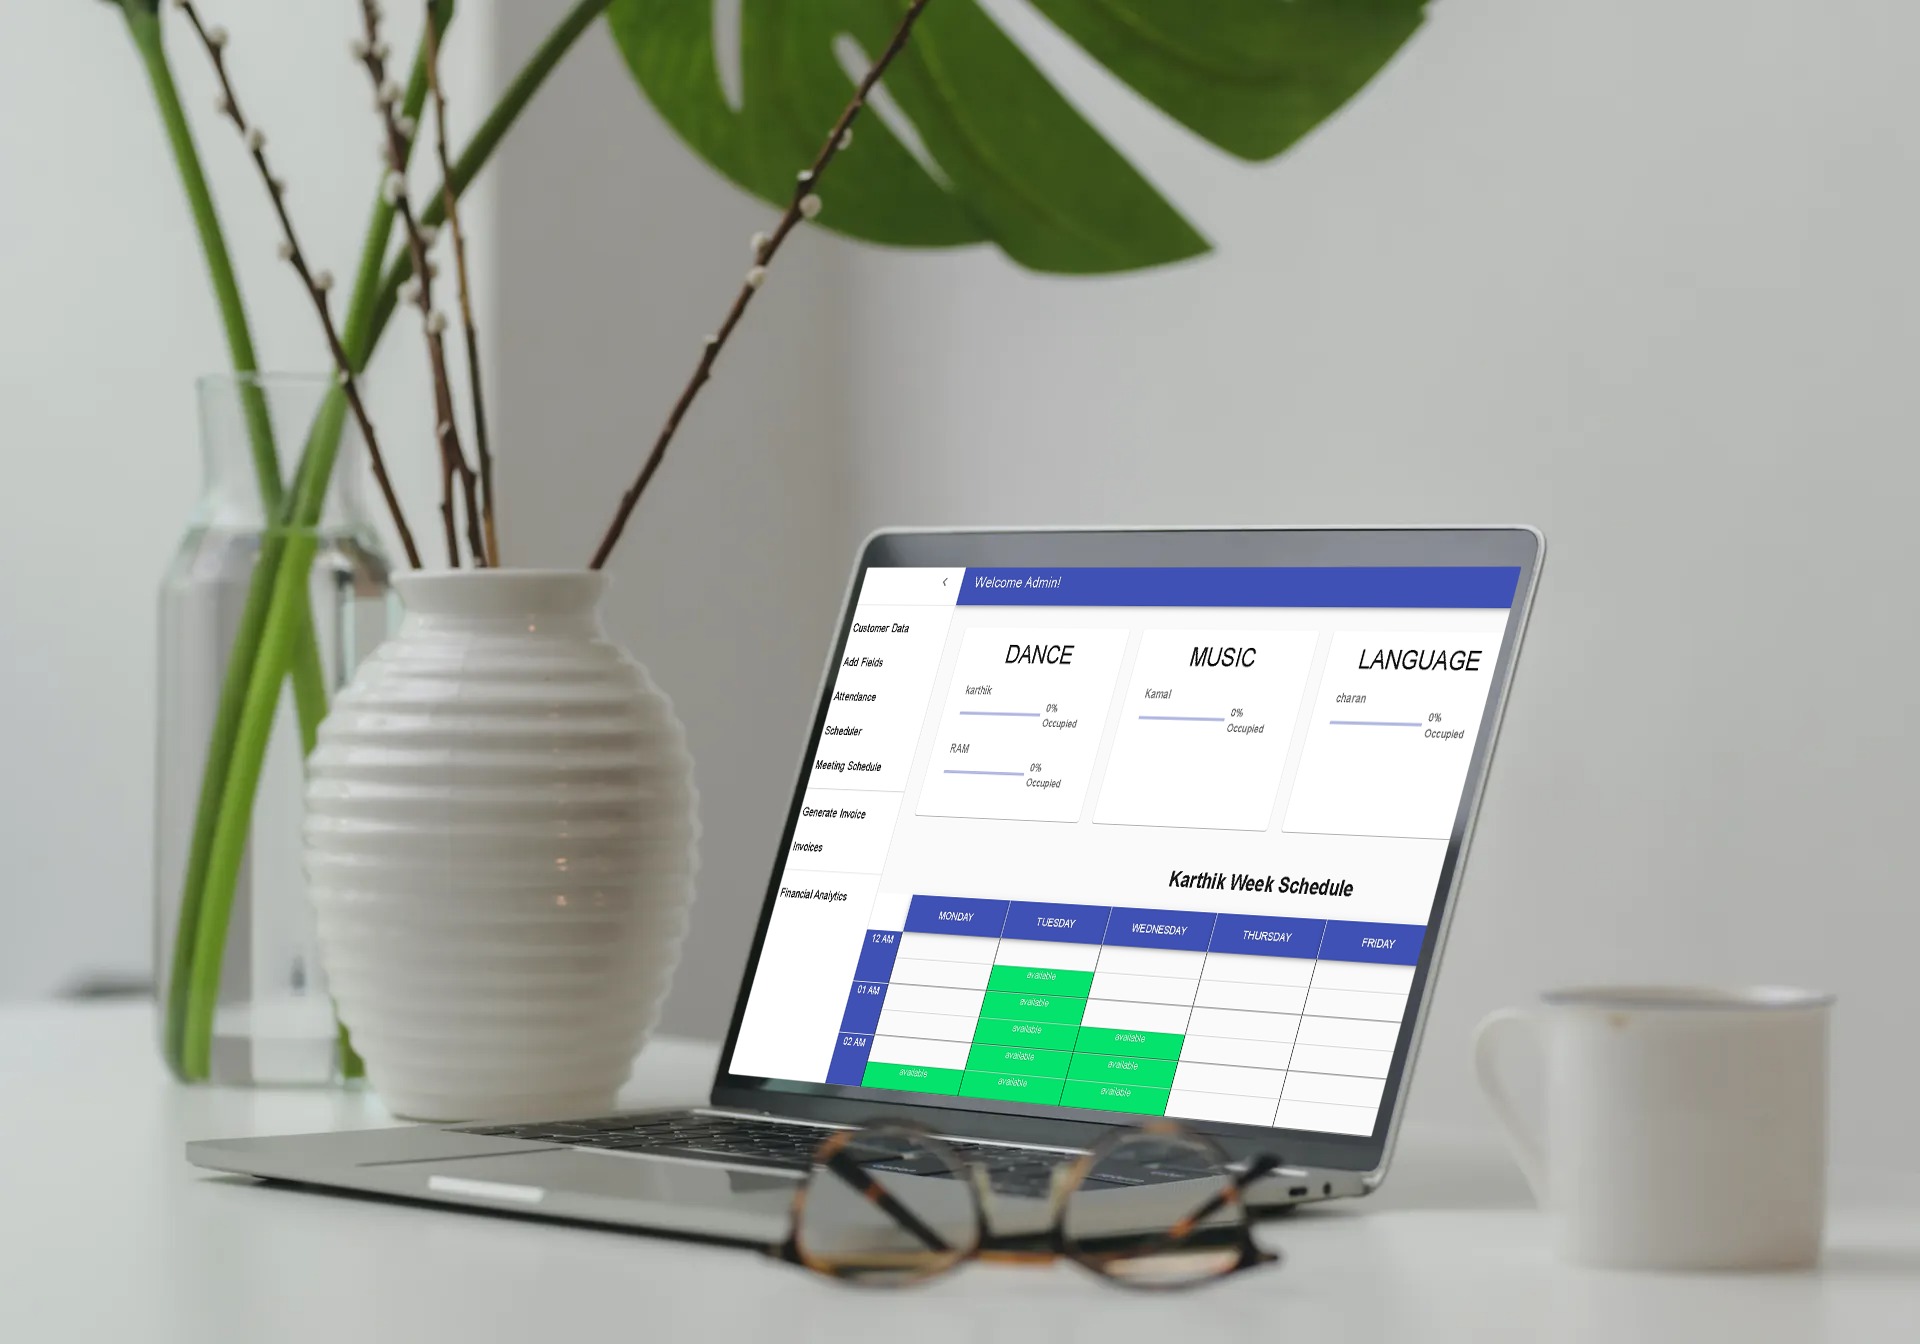 Welcome Admin!
Customer Data
Add Fields
Attendance
Scheduler
Meeting Schedule
Generate Invoice
Invoices
Financial Analytics
DANCE
karthik
0%
Occupied
RAM
0%
Occupied
MUSIC
Kamal
0%
Occupied
LANGUAGE
charan
0%
Occupied
Karthik Week Schedule
MONDAY TUESDAY WEDNESDAY THURSDAY FRIDAY
12 AM
available
01 AM
available
available available
02 AM
available available
available available available